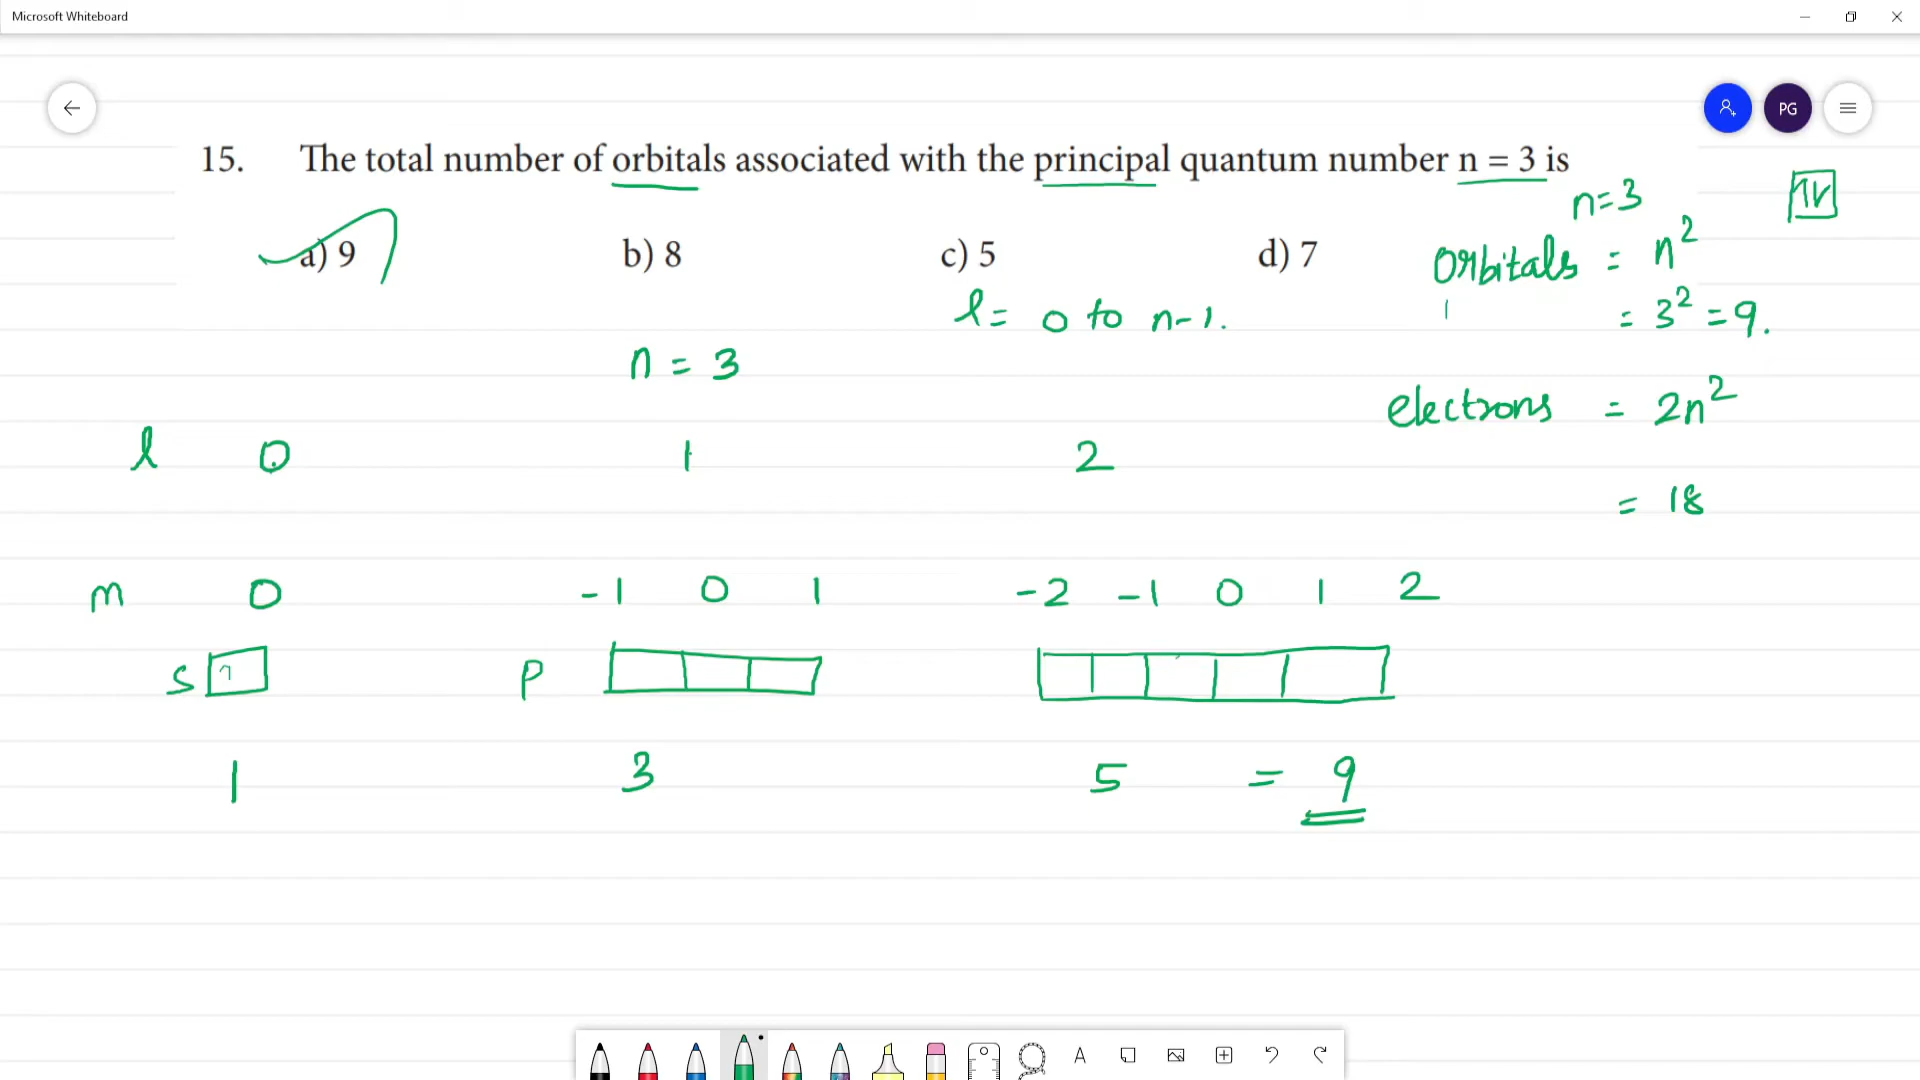 Microsoft Whiteboard
PG
15. The total number of orbitals associated with the principal quantum number n = 3 is
n=3
a) 9 b) 8 c) 5 d) 7
orbitals = n²
l = 0 to n-1.
= 3² = 9.
n = 3
electrons = 2n²
l 0 1 2
= 18
m 0 -1 0 1 -2 -1 0 1 2
s p
1 3 5 = 9
A